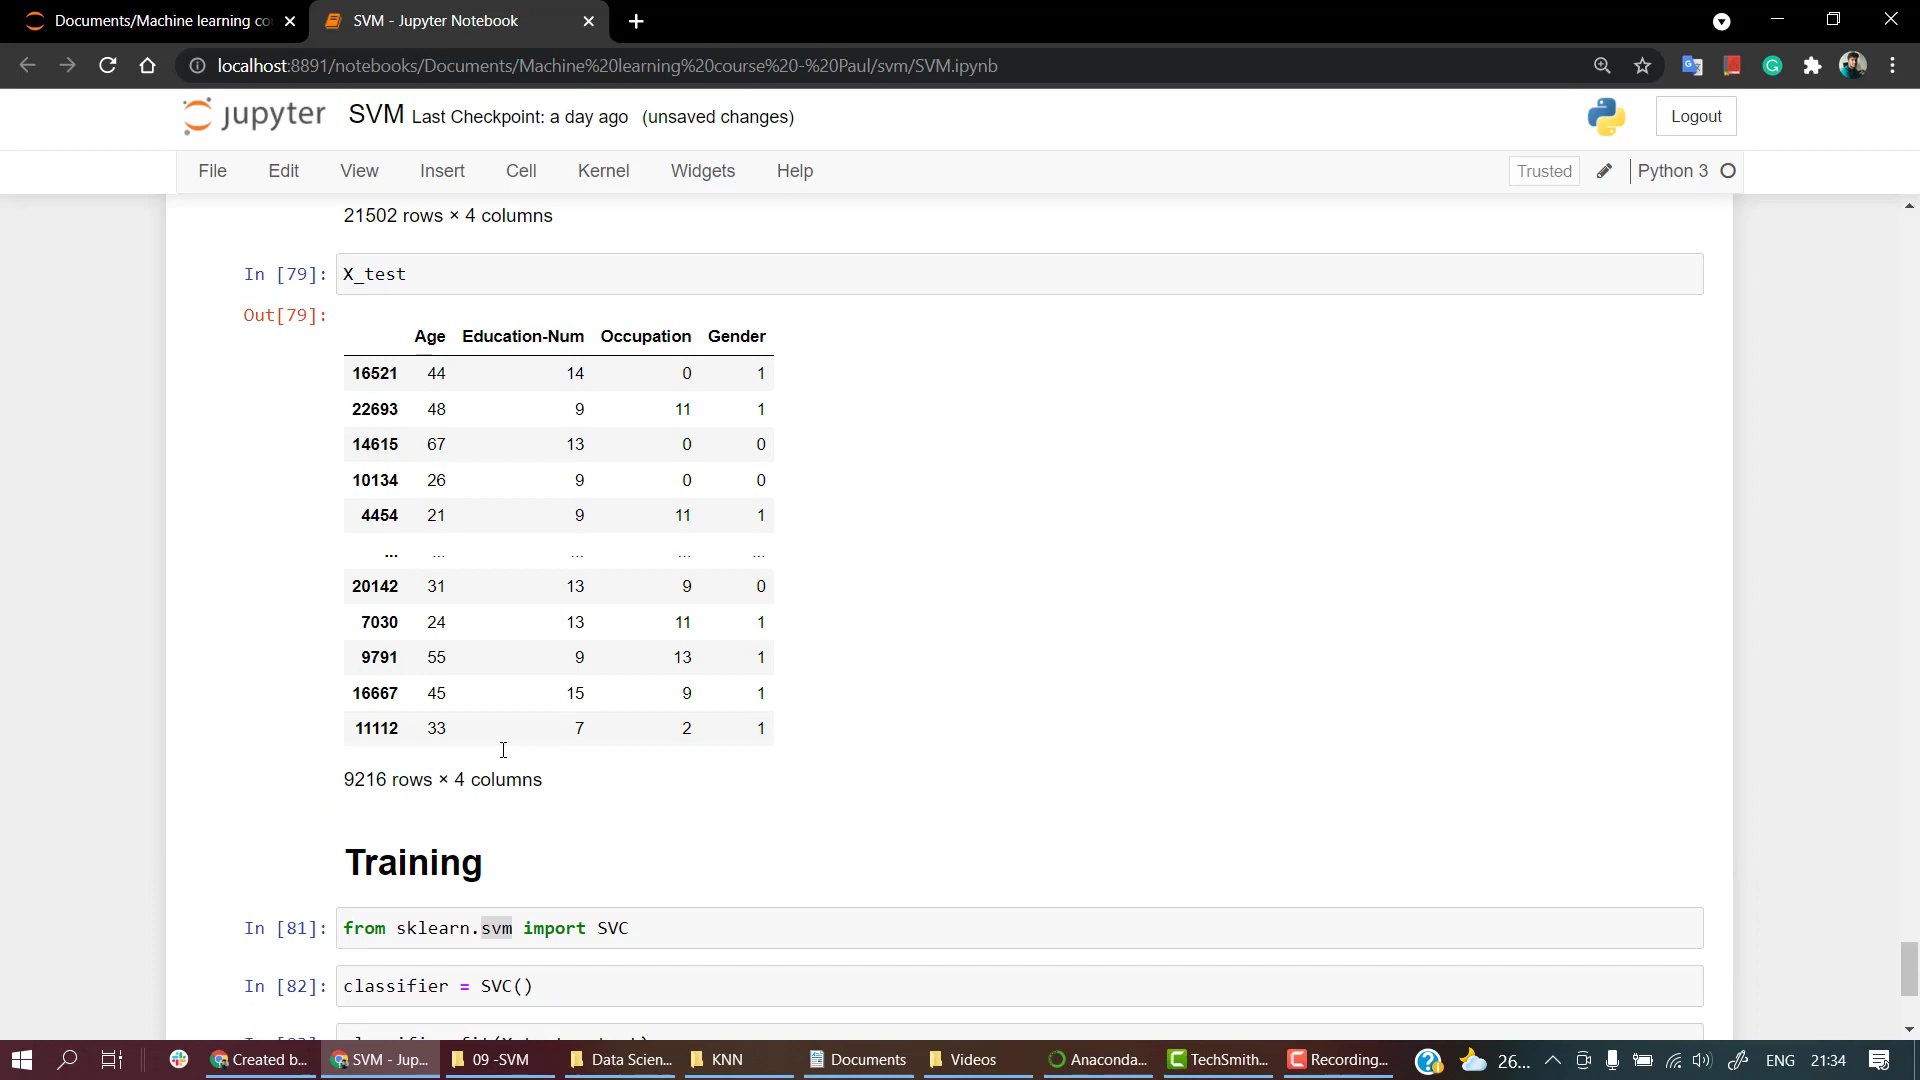 Documents/Machine learning co
SVM - Jupyter Notebook
localhost:8891/notebooks/Documents/Machine%20learning%20course%20-%20Paul/svm/SVM.ipynb
jupyter SVM Last Checkpoint: a day ago (unsaved changes)
Logout
File Edit View Insert Cell Kernel Widgets Help
Trusted
Python 3
21502 rows × 4 columns
In [79]: X_test
Out[79]:
Age Education-Num Occupation Gender
16521 44 14 0 1
22693 48 9 11 1
14615 67 13 0 0
10134 26 9 0 0
4454 21 9 11 1
... ... ... ... ...
20142 31 13 9 0
7030 24 13 11 1
9791 55 9 13 1
16667 45 15 9 1
11112 33 7 2 1
9216 rows × 4 columns
Training
In [81]: from sklearn.svm import SVC
In [82]: classifier = SVC()
Created b... SVM - Jup... 09 -SVM Data Scien... KNN Documents Videos Anaconda... TechSmith... Recording... 26... ENG 21:34